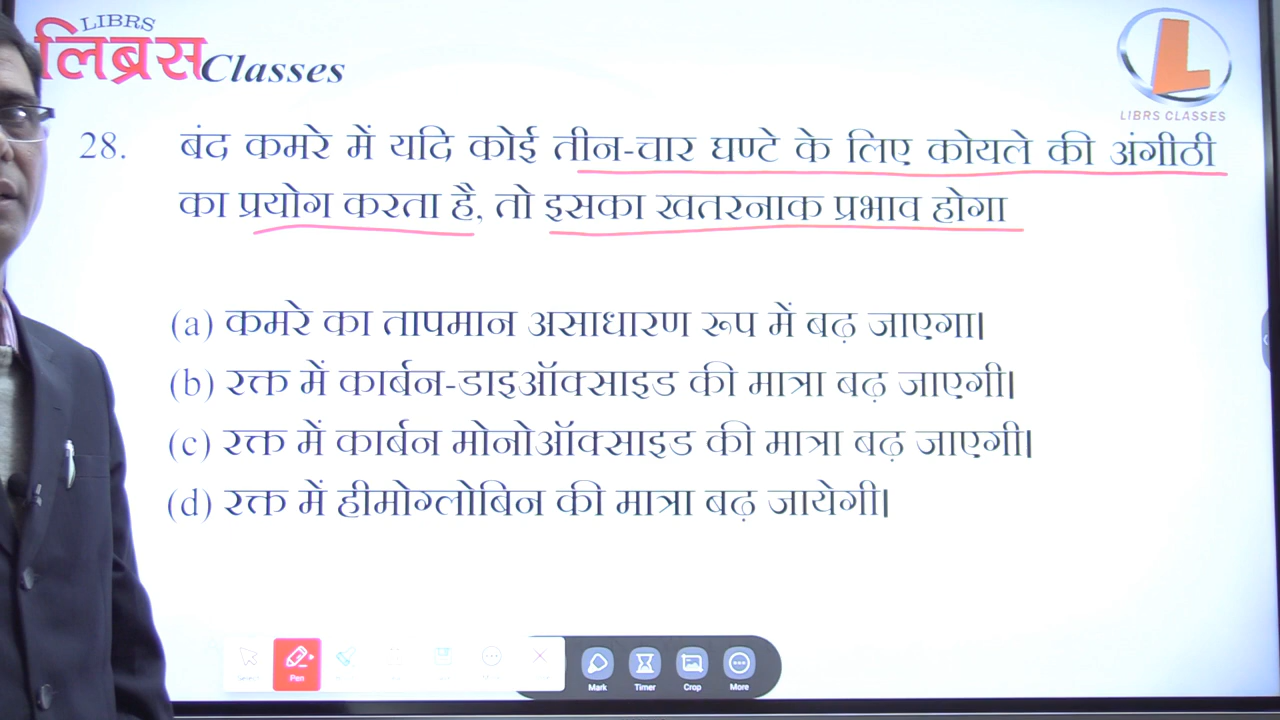 LIBRS
लिब्रस Classes
LIBRS CLASSES
28. बंद कमरे में यदि कोई तीन-चार घण्टे के लिए कोयले की अंगीठी
का प्रयोग करता है, तो इसका खतरनाक प्रभाव होगा
(a) कमरे का तापमान असाधारण रूप में बढ़ जाएगा।
(b) रक्त में कार्बन-डाइऑक्साइड की मात्रा बढ़ जाएगी।
(c) रक्त में कार्बन मोनोऑक्साइड की मात्रा बढ़ जाएगी।
(d) रक्त में हीमोग्लोबिन की मात्रा बढ़ जायेगी।
Select Pen Mark Timer Crop More